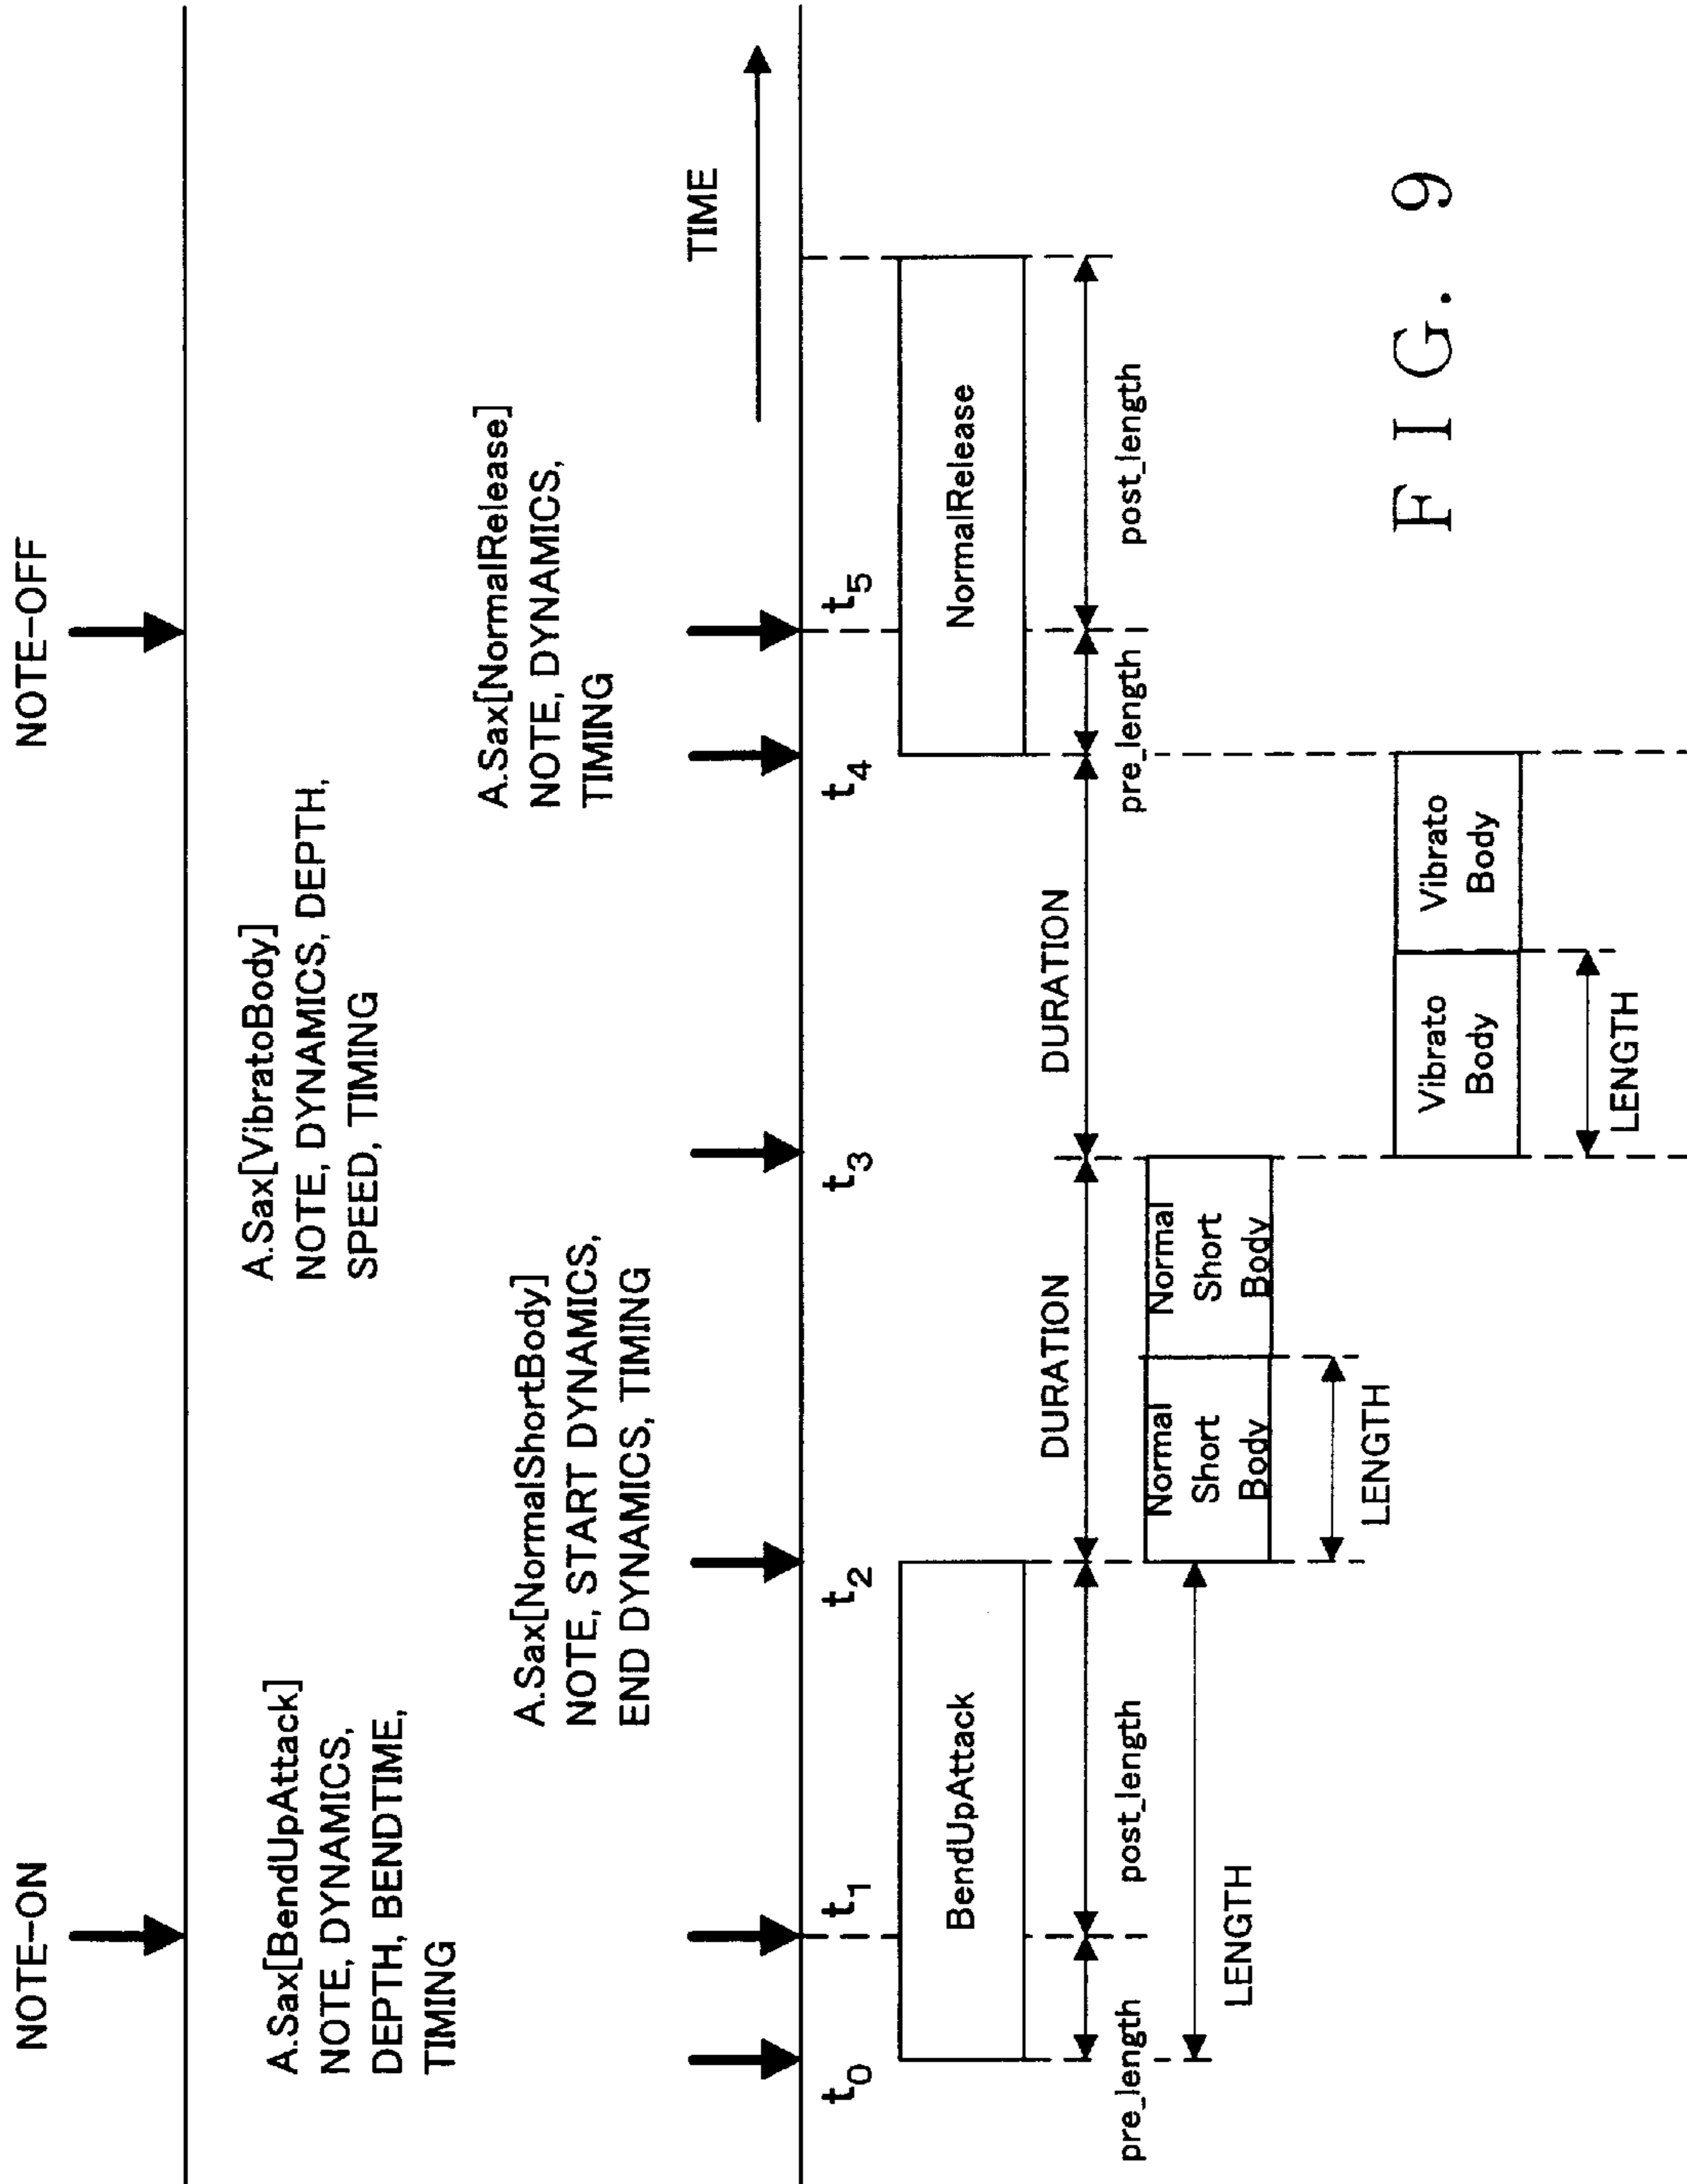 NOTE-ON
NOTE-OFF
A.Sax[BendUpAttack]
NOTE, DYNAMICS,
DEPTH, BENDTIME,
TIMING
A.Sax[VibratoBody]
NOTE, DYNAMICS, DEPTH,
SPEED, TIMING
A.Sax[NormalShortBody]
NOTE, START DYNAMICS,
END DYNAMICS, TIMING
A.Sax[NormalRelease]
NOTE, DYNAMICS,
TIMING
TIME
t0
t1
t2
t3
t4
t5
BendUpAttack
NormalRelease
DURATION
DURATION
pre_length
post_length
pre_length
post_length
LENGTH
Normal
Short
Body
Normal
Short
Body
LENGTH
Vibrato
Body
Vibrato
Body
LENGTH
FIG. 9